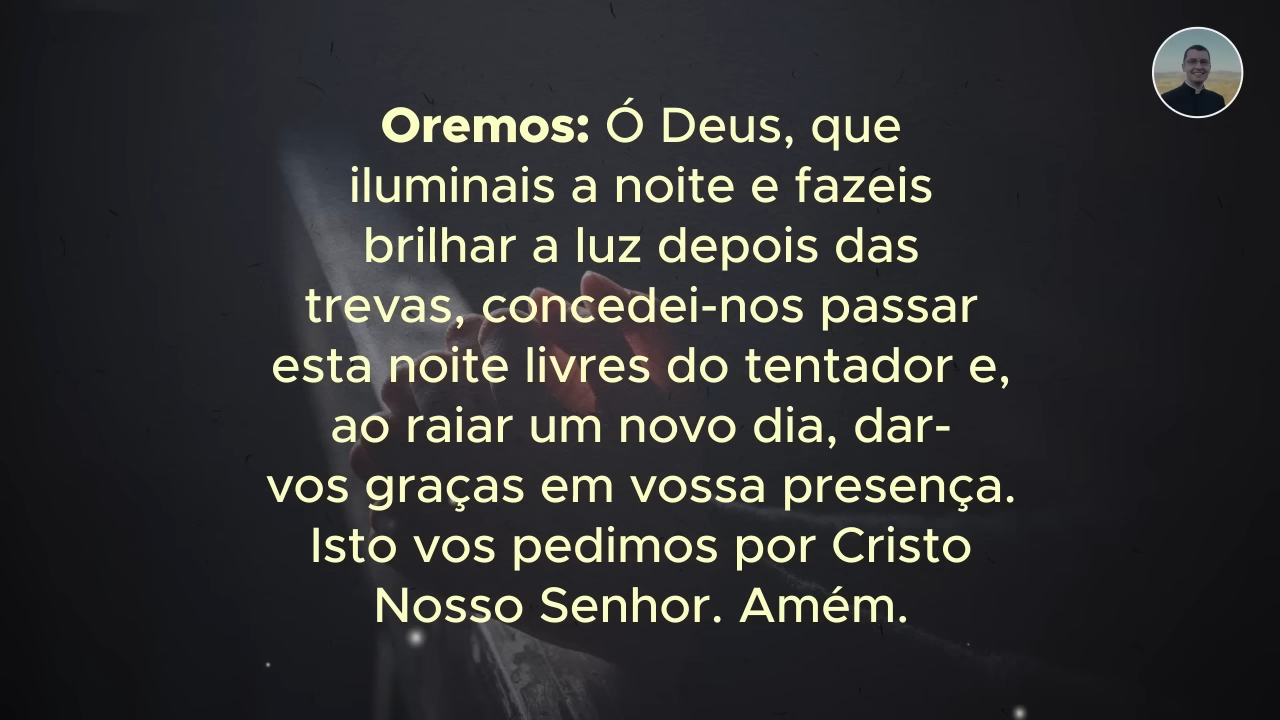 Oremos: Ó Deus, que
iluminais a noite e fazeis
brilhar a luz depois das
trevas, concedei-nos passar
esta noite livres do tentador e,
ao raiar um novo dia, dar-
vos graças em vossa presença.
Isto vos pedimos por Cristo
Nosso Senhor. Amém.